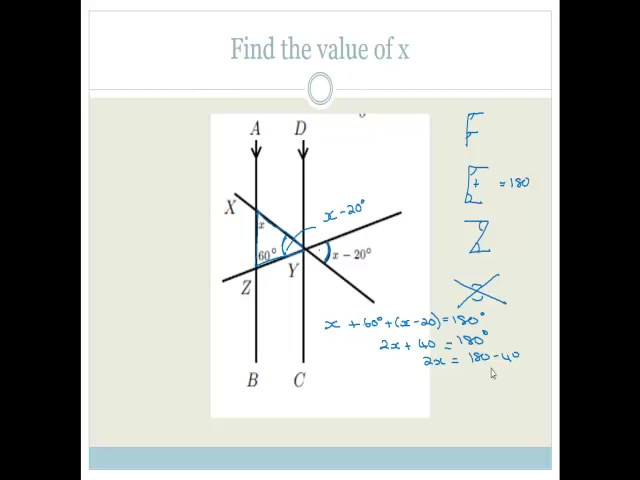 Find the value of x
A D
F
X
x
x - 20°
+ = 180
60°
Y
x - 20°
Z
Z
x + 60° + (x - 20) = 180°
2x + 40 = 180°
2x = 180 - 40
B C